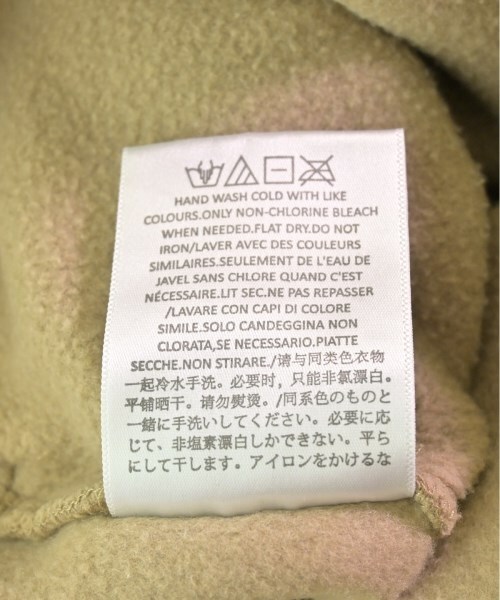 HAND WASH COLD WITH LIKE
COLOURS.ONLY NON-CHLORINE BLEACH
WHEN NEEDED.FLAT DRY.DO NOT
IRON/LAVER AVEC DES COULEURS
SIMILAIRES.SEULEMENT DE L'EAU DE
JAVEL SANS CHLORE QUAND C'EST
NÉCESSAIRE.LIT SEC.NE PAS REPASSER
/LAVARE CON CAPI DI COLORE
SIMILE.SOLO CANDEGGINA NON
CLORATA,SE NECESSARIO.PIATTE
SECCHE.NON STIRARE./请与同类色衣物
一起冷水手洗。必要时，只能非氯漂白。
平铺晒干。请勿熨烫。/同系色のものと
一緒に手洗いしてください。必要に応
じて、非塩素漂白しかできない。平ら
にして干します。アイロンをかけるな